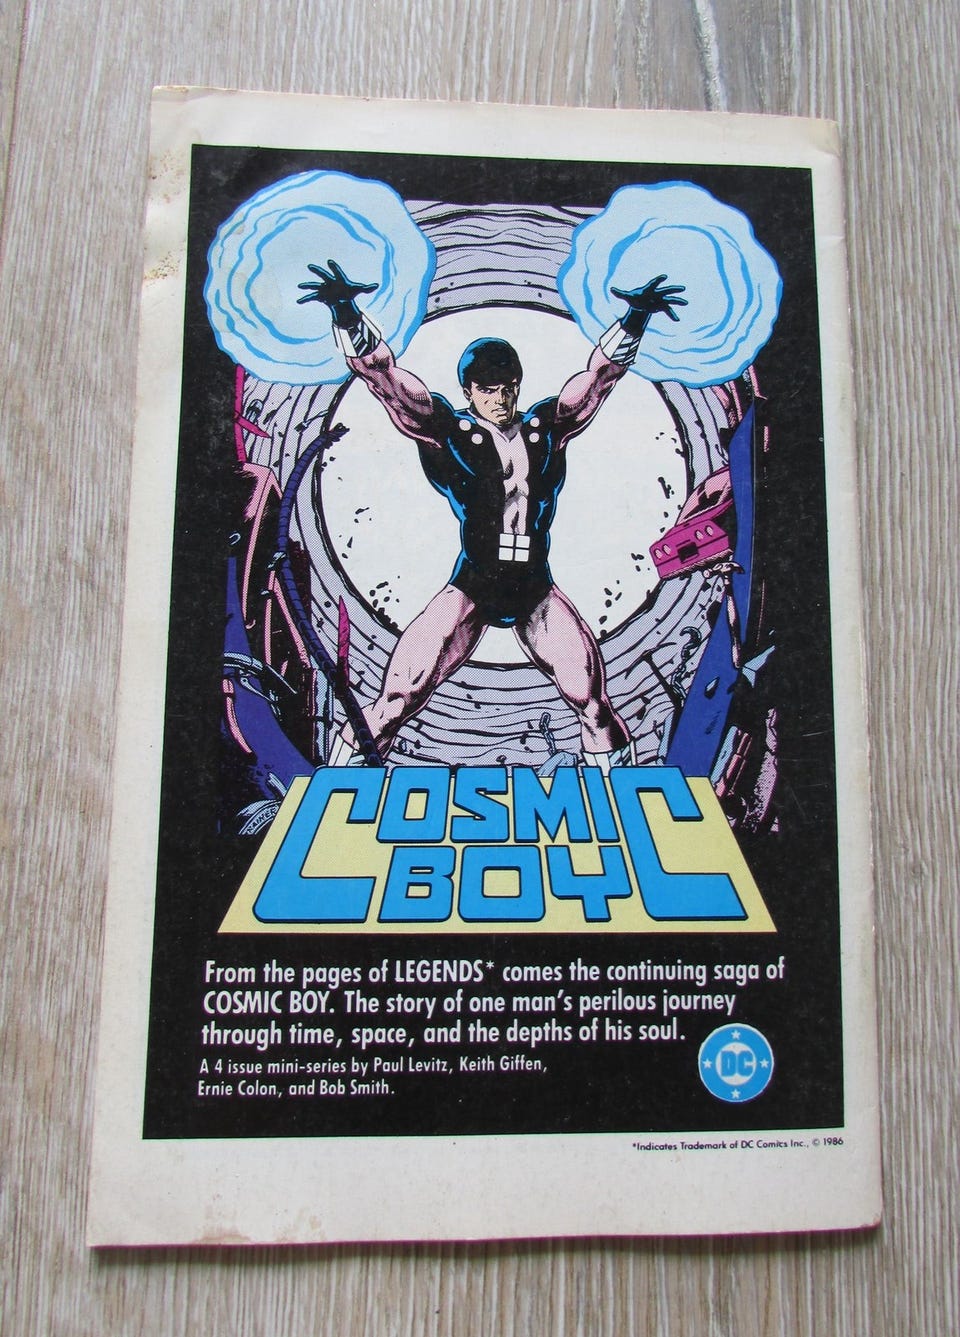 COSMIC
BOY
From the pages of LEGENDS* comes the continuing saga of
COSMIC BOY. The story of one man's perilous journey
through time, space, and the depths of his soul.
A 4 issue mini-series by Paul Levitz, Keith Giffen,
Ernie Colon, and Bob Smith.
DC
*Indicates Trademark of DC Comics Inc., © 1986